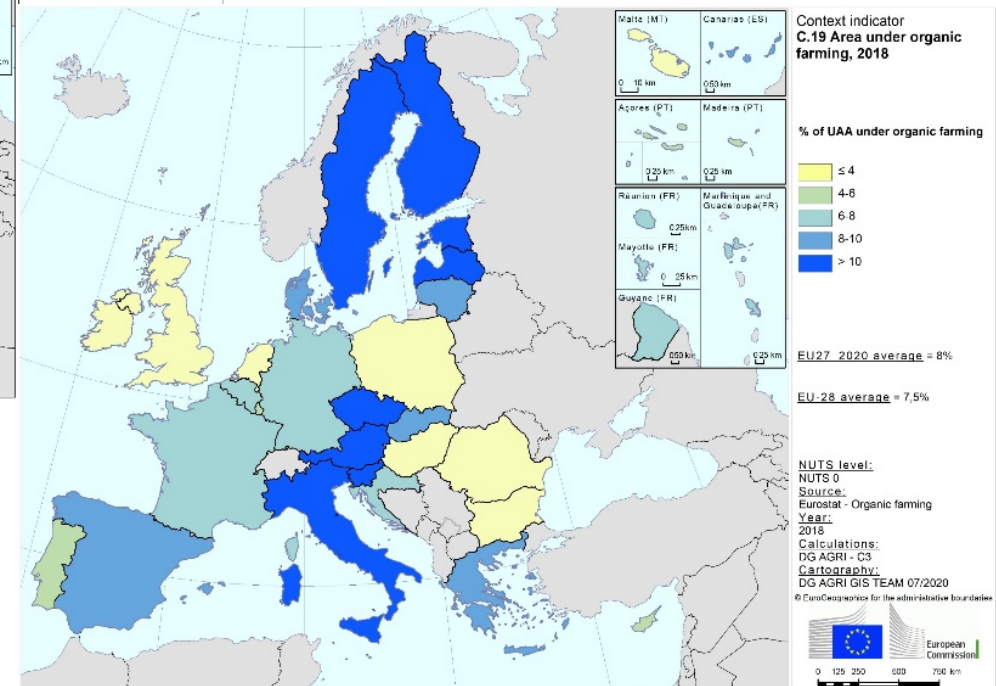 Context indicator
C.19 Area under organic
farming, 2018
% of UAA under organic farming
≤ 4
4-6
6-8
8-10
> 10
EU27_2020 average = 8%
EU-28 average = 7,5%
NUTS level:
NUTS 0
Source:
Eurostat - Organic farming
Year:
2018
Calculations:
DG AGRI - C3
Cartography:
DG AGRI GIS TEAM 07/2020
© EuroGeographics for the administrative boundaries
European
Commission
0 125 250 500 750 km
Malta (MT)
0 10 km
Canarias (ES)
0 50 km
Açores (PT)
0 25 km
Madeira (PT)
0 25 km
Réunion (FR)
0 25 km
Martinique and
Guadeloupe(FR)
0 25 km
Mayotte (FR)
0 25 km
Guyane (FR)
0 50 km